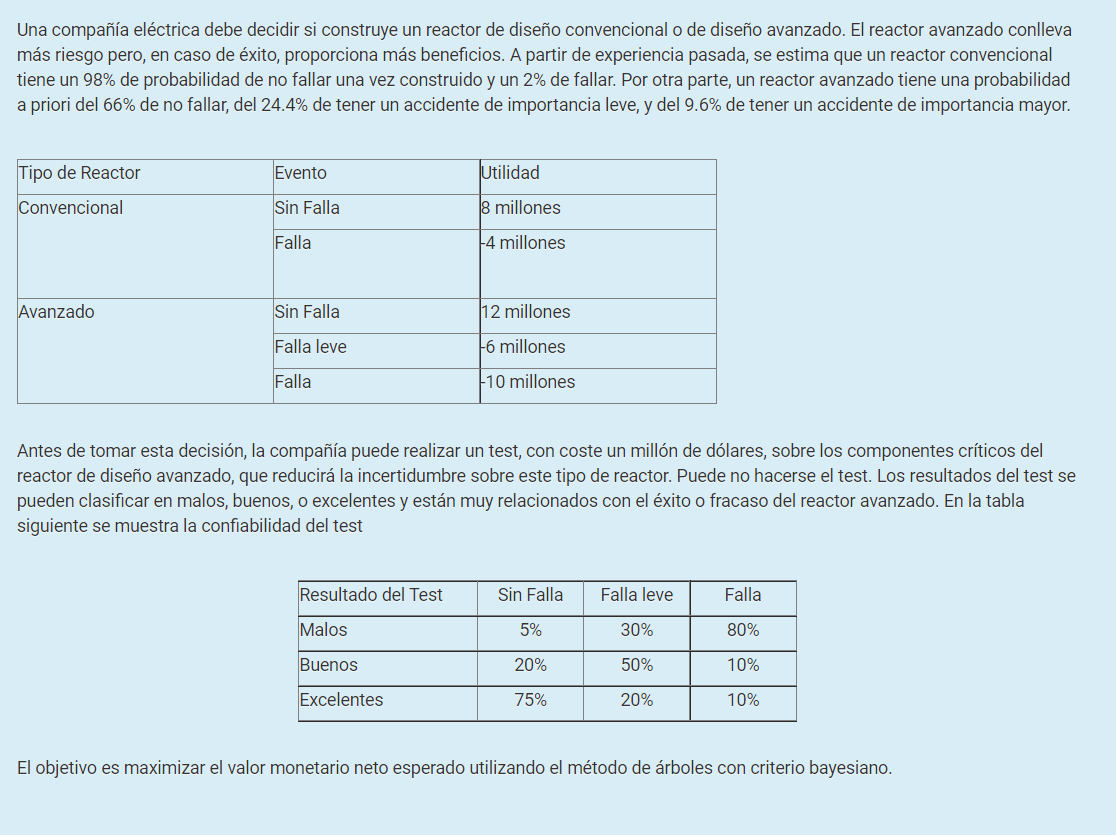 Una compañía eléctrica debe decidir si construye un reactor de diseño convencional o de diseño avanzado. El reactor avanzado conlleva
más riesgo pero, en caso de éxito, proporciona más beneficios. A partir de experiencia pasada, se estima que un reactor convencional
tiene un 98% de probabilidad de no fallar una vez construido y un 2% de fallar. Por otra parte, un reactor avanzado tiene una probabilidad
a priori del 66% de no fallar, del 24.4% de tener un accidente de importancia leve, y del 9.6% de tener un accidente de importancia mayor.
Tipo de Reactor Evento Utilidad
Convencional Sin Falla 8 millones
Falla -4 millones
Avanzado Sin Falla 12 millones
Falla leve -6 millones
Falla -10 millones
Antes de tomar esta decisión, la compañía puede realizar un test, con coste un millón de dólares, sobre los componentes críticos del
reactor de diseño avanzado, que reducirá la incertidumbre sobre este tipo de reactor. Puede no hacerse el test. Los resultados del test se
pueden clasificar en malos, buenos, o excelentes y están muy relacionados con el éxito o fracaso del reactor avanzado. En la tabla
siguiente se muestra la confiabilidad del test
Resultado del Test Sin Falla Falla leve Falla
Malos 5% 30% 80%
Buenos 20% 50% 10%
Excelentes 75% 20% 10%
El objetivo es maximizar el valor monetario neto esperado utilizando el método de árboles con criterio bayesiano.